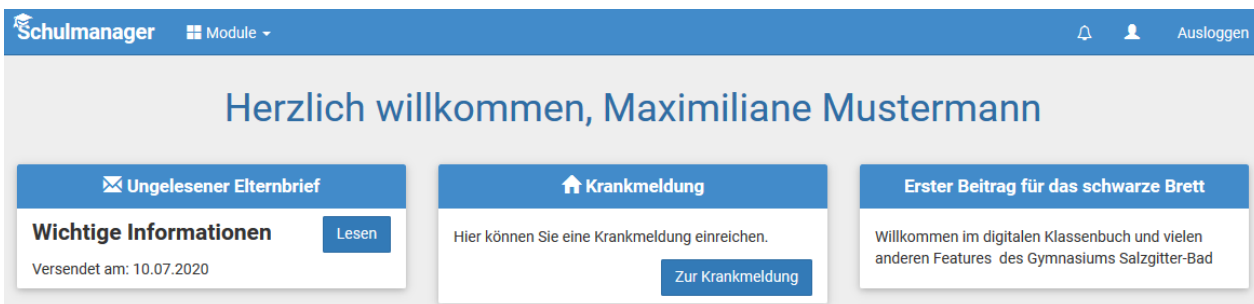 Schulmanager Module Ausloggen
Herzlich willkommen, Maximiliane Mustermann
Ungelesener Elternbrief
Wichtige Informationen Lesen
Versendet am: 10.07.2020
Krankmeldung
Hier können Sie eine Krankmeldung einreichen.
Zur Krankmeldung
Erster Beitrag für das schwarze Brett
Willkommen im digitalen Klassenbuch und vielen
anderen Features des Gymnasiums Salzgitter-Bad